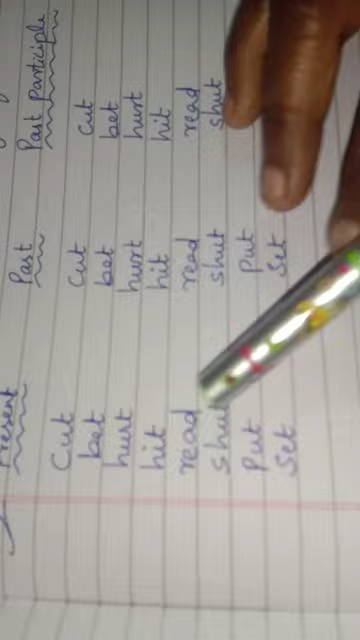 Present Past Past Participle
Cut cut cut
bet bet bet
hurt hurt hurt
hit hit hit
read read read
shut shut shut
Put Put
Set Set